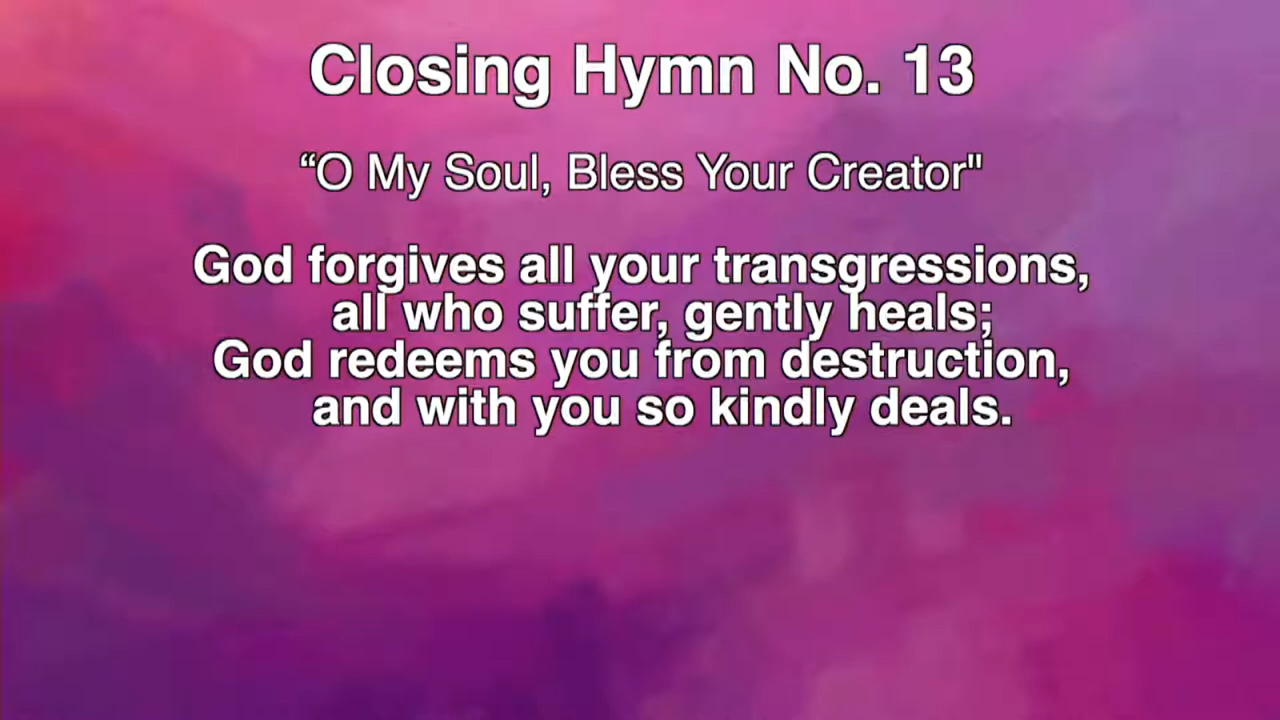 Closing Hymn No. 13
“O My Soul, Bless Your Creator"
God forgives all your transgressions,
all who suffer, gently heals;
God redeems you from destruction,
and with you so kindly deals.